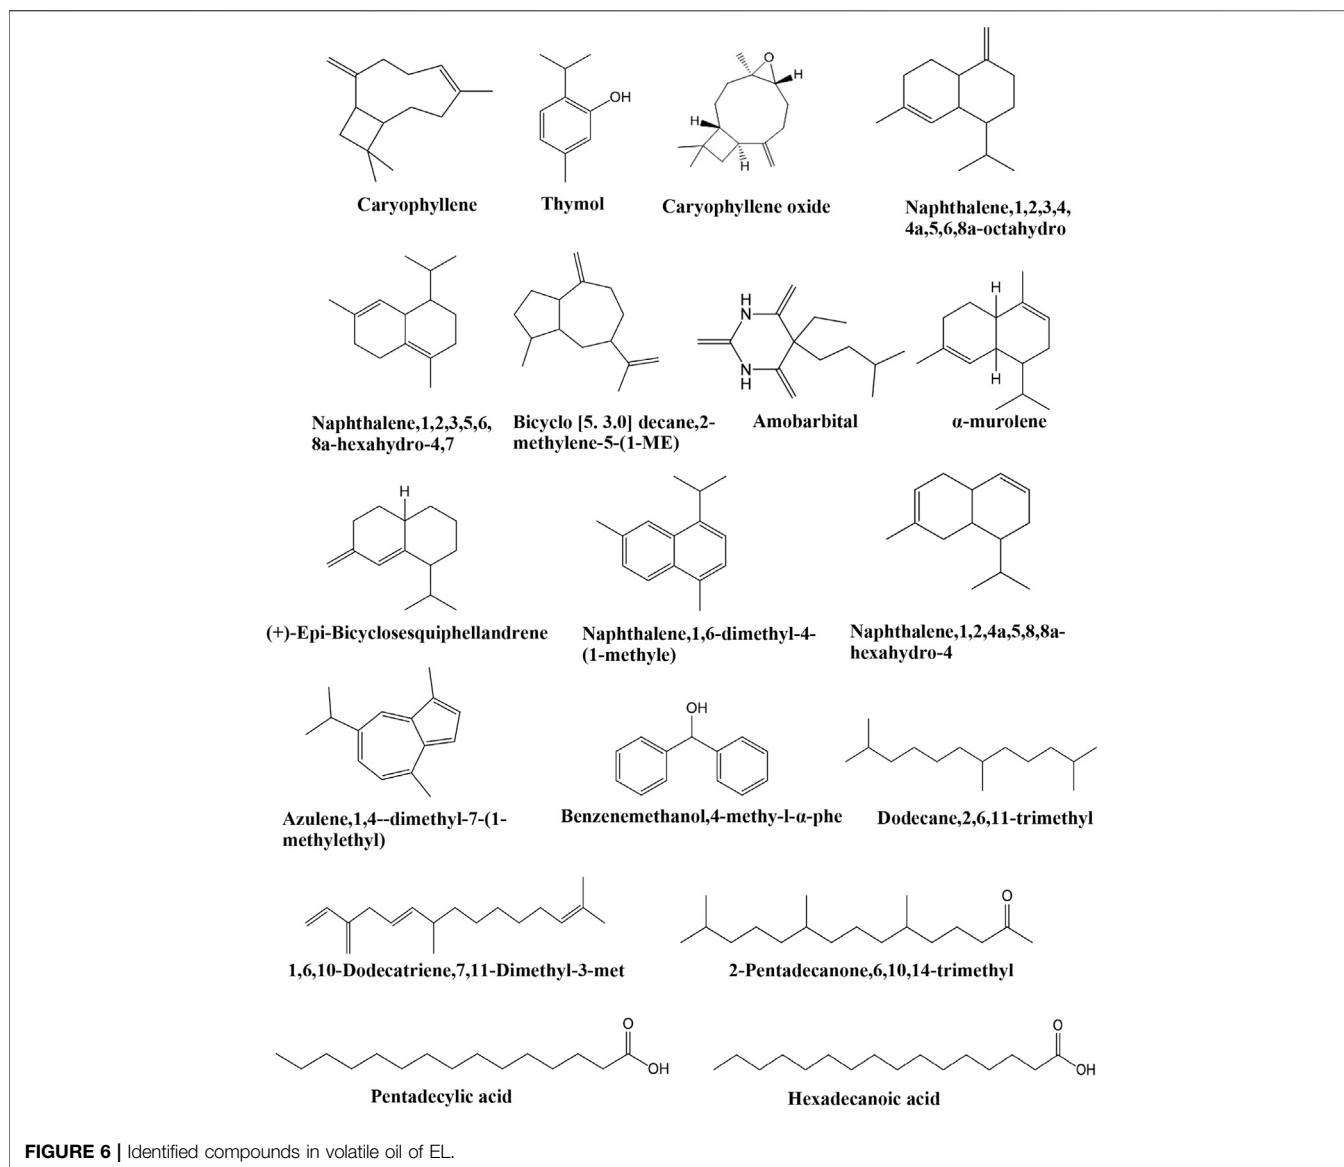 O
H
OH
H
H
Caryophyllene
Thymol
Caryophyllene oxide
Naphthalene,1,2,3,4,
4a,5,6,8a-octahydro
H
N
N
H
H
H
Naphthalene,1,2,3,5,6,
8a-hexahydro-4,7
Bicyclo [5. 3.0] decane,2-
methylene-5-(1-ME)
Amobarbital
α-murolene
H
(+)-Epi-Bicyclosesquiphellandrene
Naphthalene,1,6-dimethyl-4-
(1-methyle)
Naphthalene,1,2,4a,5,8,8a-
hexahydro-4
OH
Azulene,1,4--dimethyl-7-(1-
methylethyl)
Benzenemethanol,4-methy-l-α-phe
Dodecane,2,6,11-trimethyl
O
1,6,10-Dodecatriene,7,11-Dimethyl-3-met
2-Pentadecanone,6,10,14-trimethyl
O
OH
O
OH
Pentadecylic acid
Hexadecanoic acid
FIGURE 6 | Identified compounds in volatile oil of EL.